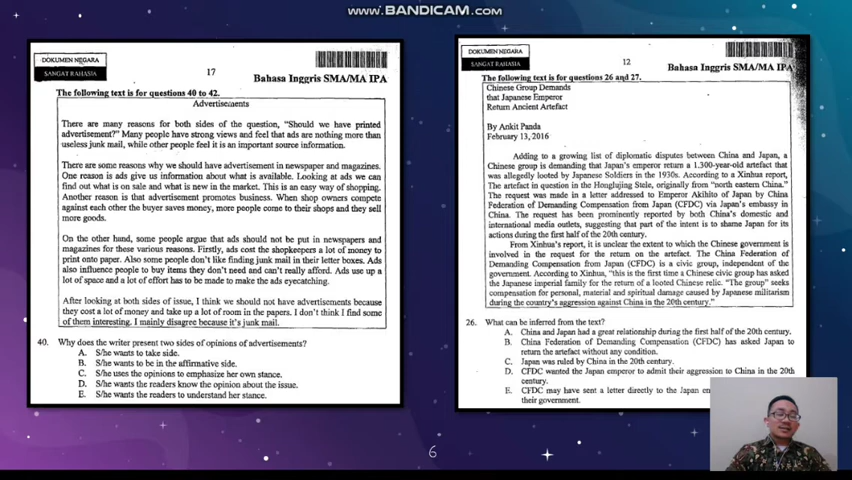 www.BANDICAM.com
DOKUMEN NEGARA
SANGAT RAHASIA
17
Bahasa Inggris SMA/MA IPA
The following text is for questions 40 to 42.
Advertisements
There are many reasons for both sides of the question, "Should we have printed
advertisement?" Many people have strong views and feel that ads are nothing more than
useless junk mail, while other people feel it is an important source information.
There are some reasons why we should have advertisement in newspaper and magazines.
One reason is ads give us information about what is available. Looking at ads we can
find out what is on sale and what is new in the market. This is an easy way of shopping.
Another reason is that advertisement promotes business. When shop owners compete
against each other the buyer saves money, more people come to their shops and they sell
more goods.
On the other hand, some people argue that ads should not be put in newspapers and
magazines for these various reasons. Firstly, ads cost the shopkeepers a lot of money to
print onto paper. Also some people don't like finding junk mail in their letter boxes. Ads
also influence people to buy items they don't need and can't really afford. Ads use up a
lot of space and a lot of effort has to be made to make the ads eyecatching.
After looking at both sides of issue, I think we should not have advertisements because
they cost a lot of money and take up a lot of room in the papers. I don't think I find some
of them interesting. I mainly disagree because it's junk mail.
40. Why does the writer present two sides of opinions of advertisements?
A. S/he wants to take side.
B. S/he wants to be in the affirmative side.
C. S/he uses the opinions to emphasize her own stance.
D. S/he wants the readers know the opinion about the issue.
E. S/he wants the readers to understand her stance.
DOKUMEN NEGARA
SANGAT RAHASIA
12
Bahasa Inggris SMA/MA IPA
The following text is for questions 26 and 27.
Chinese Group Demands
that Japanese Emperor
Return Ancient Artefact
By Ankit Panda
February 13, 2016
Adding to a growing list of diplomatic disputes between China and Japan, a
Chinese group is demanding that Japan's emperor return a 1.300-year-old artefact that
was allegedly looted by Japanese Soldiers in the 1930s. According to a Xinhua report,
The artefact in question in the Honglujing Stele, originally from "north eastern China."
The request was made in a letter addressed to Emperor Akihito of Japan by China
Federation of Demanding Compensation from Japan (CFDC) via Japan's embassy in
China. The request has been prominently reported by both China's domestic and
international media outlets, suggesting that part of the intent is to shame Japan for its
actions during the first half of the 20th century.
From Xinhua's report, it is unclear the extent to which the Chinese government is
involved in the request for the return on the artefact. The China Federation of
Demanding Compensation from Japan (CFDC) is a civic group, independent of the
government. According to Xinhua, "this is the first time a Chinese civic group has asked
the Japanese imperial family for the return of a looted Chinese relic. "The group" seeks
compensation for personal, material and spiritual damage caused by Japanese militarism
during the country's aggression against China in the 20th century."
26. What can be inferred from the text?
A. China and Japan had a great relationship during the first half of the 20th century.
B. China Federation of Demanding Compensation (CFDC) has asked Japan to
return the artefact without any condition.
C. Japan was ruled by China in the 20th century.
D. CFDC wanted the Japan emperor to admit their aggression to China in the 20th
century.
E. CFDC may have sent a letter directly to the Japan
their government.
6